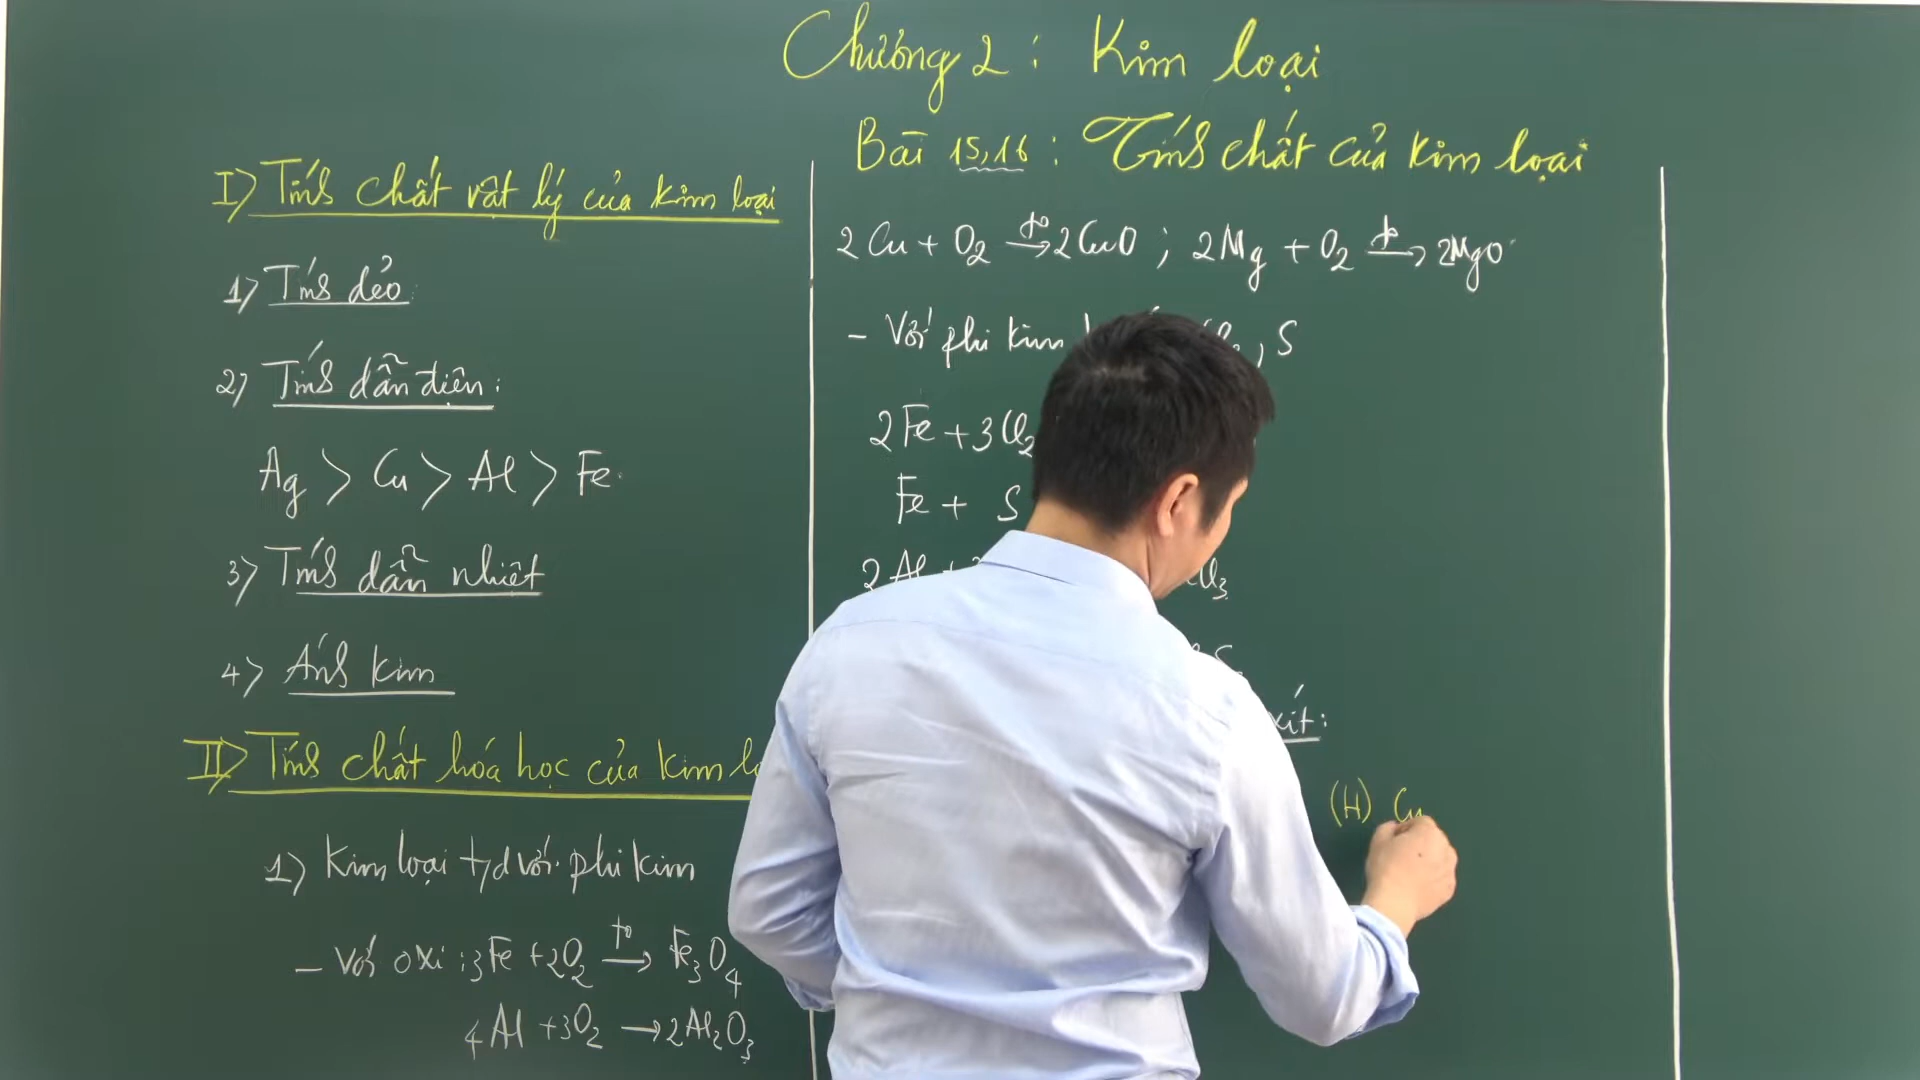 Chương 2 : Kim loại
Bài 15,16 : Tính chất của kim loại
I) Tính chất vật lý của kim loại
1) Tính dẻo
2) Tính dẫn điện :
Ag > Cu > Al > Fe
3) Tính dẫn nhiệt
4) Ánh kim
II) Tính chất hóa học của kim lo
1) Kim loại t/d với phi kim
- Với oxi : 3Fe + 2O₂ t° → Fe₃O₄
4Al + 3O₂ → 2Al₂O₃
2Cu + O₂ t° → 2CuO ; 2Mg + O₂ t° → 2MgO
- Với phi kim , S
2Fe + 3Cl₂
Fe + S
2Al + Cl₃
S
xít :
(H) Cu